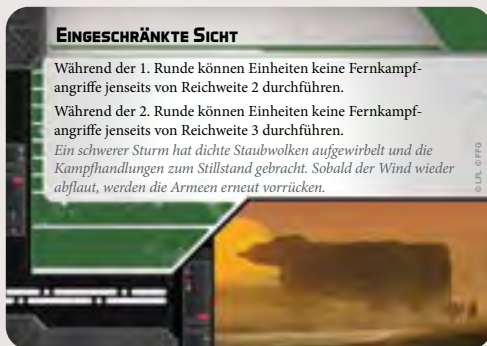 Eingeschränkte Sicht
Während der 1. Runde können Einheiten keine Fernkampf-
angriffe jenseits von Reichweite 2 durchführen.
Während der 2. Runde können Einheiten keine Fernkampf-
angriffe jenseits von Reichweite 3 durchführen.
Ein schwerer Sturm hat dichte Staubwolken aufgewirbelt und die
Kampfhandlungen zum Stillstand gebracht. Sobald der Wind wieder
abflaut, werden die Armeen erneut vorrücken.
© LFL © FFG